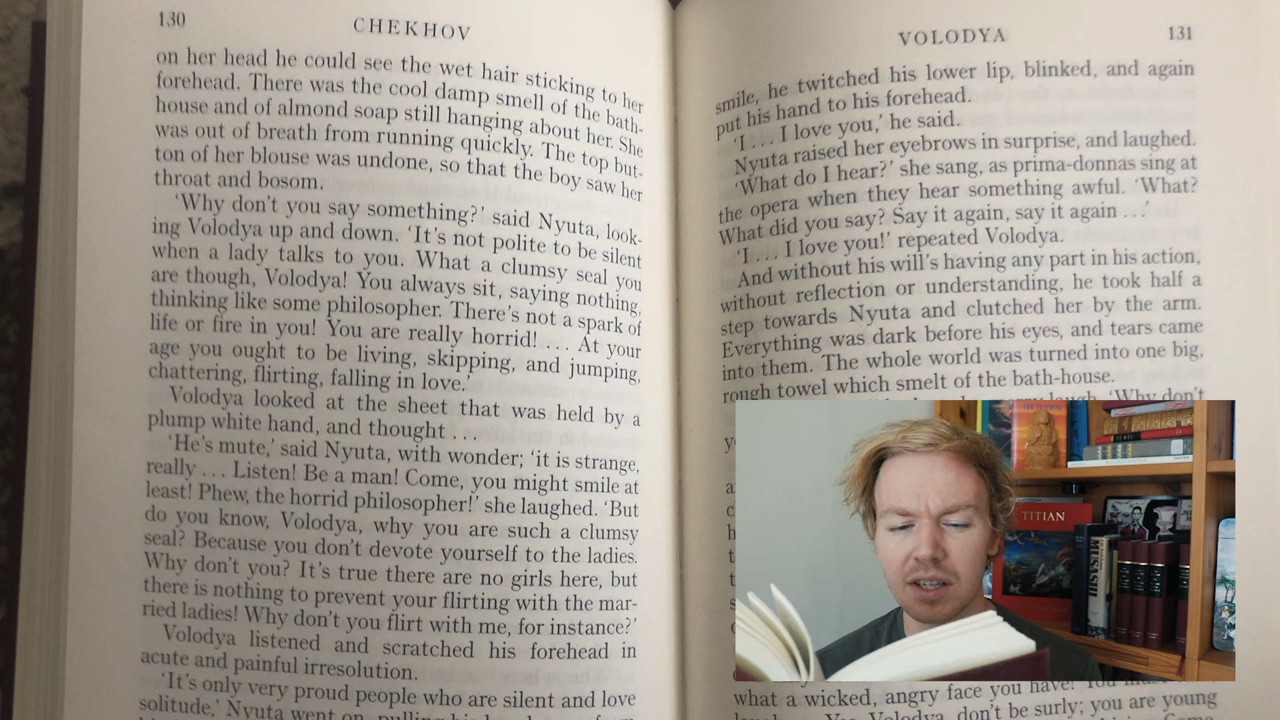 130
CHEKHOV
on her head he could see the wet hair sticking to her
forehead. There was the cool damp smell of the bath-
house and of almond soap still hanging about her. She
was out of breath from running quickly. The top but-
ton of her blouse was undone, so that the boy saw her
throat and bosom.
'Why don't you say something?' said Nyuta, look-
ing Volodya up and down. 'It's not polite to be silent
when a lady talks to you. What a clumsy seal you
are though, Volodya! You always sit, saying nothing,
thinking like some philosopher. There's not a spark of
life or fire in you! You are really horrid! ... At your
age you ought to be living, skipping, and jumping,
chattering, flirting, falling in love.'
Volodya looked at the sheet that was held by a
plump white hand, and thought ...
'He's mute,' said Nyuta, with wonder; 'it is strange,
really ... Listen! Be a man! Come, you might smile at
least! Phew, the horrid philosopher!' she laughed. 'But
do you know, Volodya, why you are such a clumsy
seal? Because you don't devote yourself to the ladies.
Why don't you? It's true there are no girls here, but
there is nothing to prevent your flirting with the mar-
ried ladies! Why don't you flirt with me, for instance?'
Volodya listened and scratched his forehead in
acute and painful irresolution.
'It's only very proud people who are silent and love
solitude,' Nyuta went on, pulling his
VOLODYA
131
smile, he twitched his lower lip, blinked, and again
put his hand to his forehead.
'I ... I love you,' he said.
Nyuta raised her eyebrows in surprise, and laughed.
'What do I hear?' she sang, as prima-donnas sing at
the opera when they hear something awful. 'What?
What did you say? Say it again, say it again ...'
'I ... I love you!' repeated Volodya.
And without his will's having any part in his action,
without reflection or understanding, he took half a
step towards Nyuta and clutched her by the arm.
Everything was dark before his eyes, and tears came
into them. The whole world was turned into one big,
rough towel which smelt of the bath-house.
laugh. 'Why don't
what a wicked, angry face you have! You
Volodya, don't be surly; you are young
TITIAN
MUSASHI